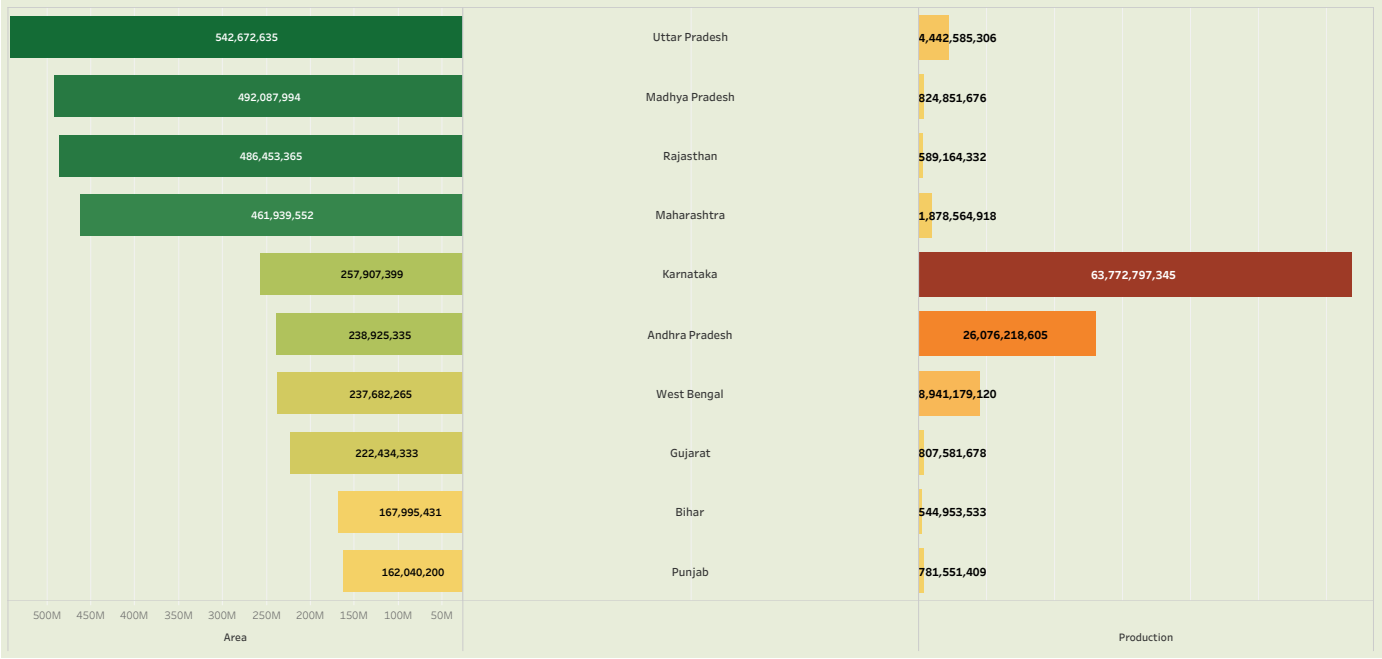 542,672,635 Uttar Pradesh 4,442,585,306
492,087,994 Madhya Pradesh 824,851,676
486,453,365 Rajasthan 589,164,332
461,939,552 Maharashtra 1,878,564,918
257,907,399 Karnataka 63,772,797,345
238,925,335 Andhra Pradesh 26,076,218,605
237,682,265 West Bengal 8,941,179,120
222,434,333 Gujarat 807,581,678
167,995,431 Bihar 544,953,533
162,040,200 Punjab 781,551,409
500M 450M 400M 350M 300M 250M 200M 150M 100M 50M
Area Production